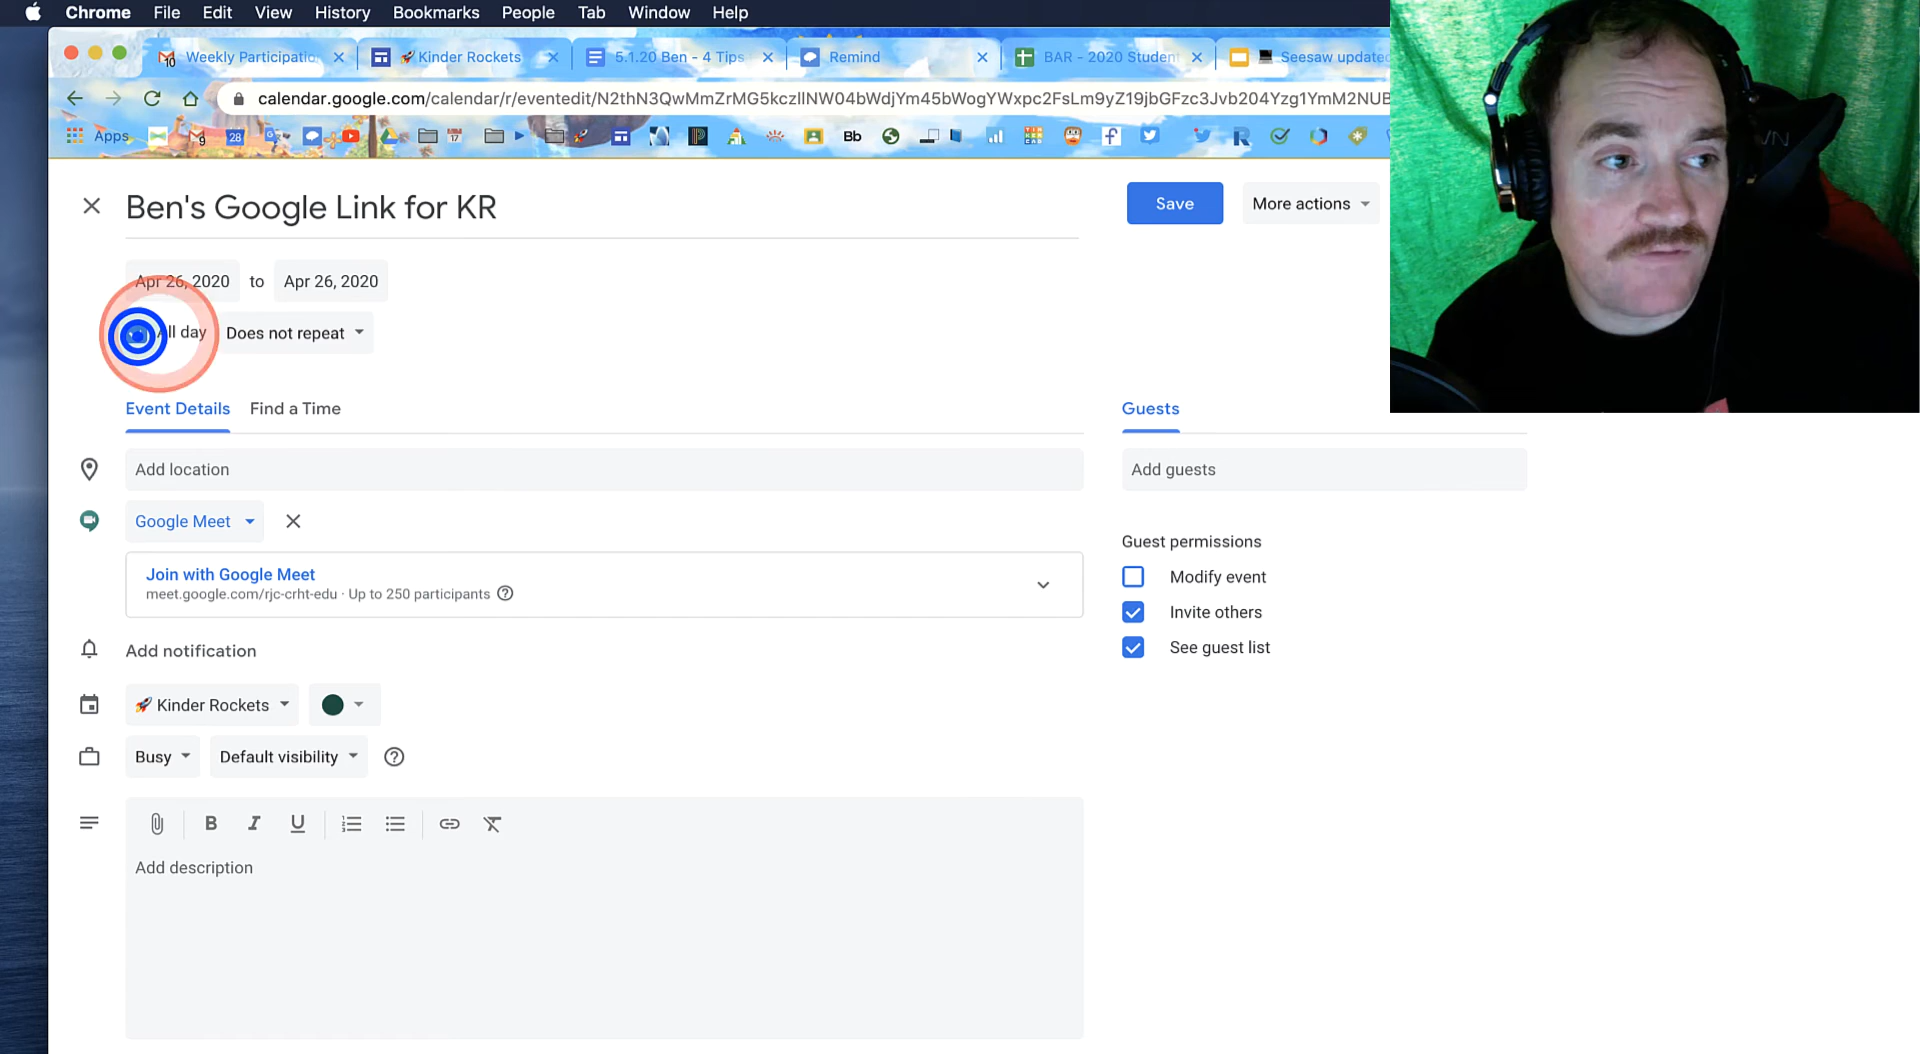 Chrome File Edit View History Bookmarks People Tab Window Help
Weekly Participatio Kinder Rockets 5.1.20 Ben - 4 Tips Remind BAR - 2020 Student Seesaw update
calendar.google.com/calendar/r/eventedit/N2thN3QwMmZrMG5kczllNW04bWdjYm45bWogYWxpc2FsLm9yZ19jbGFzc3Jvb204Yzg1YmM2NUB
Apps 9 28 17 Bb
Ben's Google Link for KR
Save More actions
Apr 26, 2020 to Apr 26, 2020
All day Does not repeat
Event Details Find a Time
Guests
Add location
Add guests
Google Meet
Guest permissions
Join with Google Meet
meet.google.com/rjc-crht-edu · Up to 250 participants
Modify event
Invite others
See guest list
Add notification
Kinder Rockets
Busy Default visibility
B I U
Add description